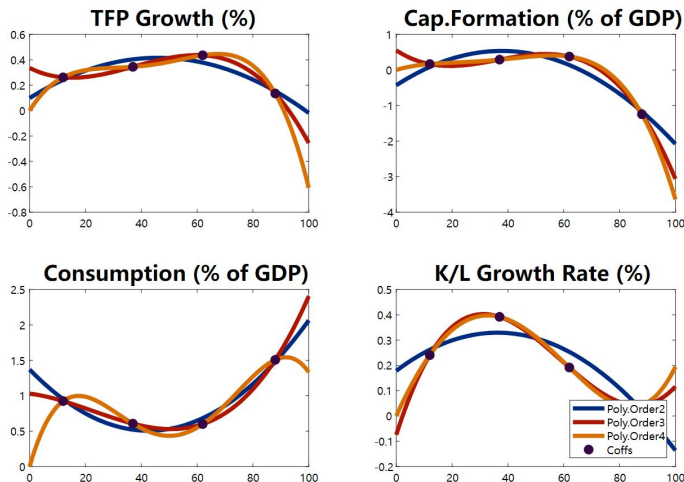 TFP Growth (%)
0.6
0.4
0.2
0
-0.2
-0.4
-0.6
-0.8
0 20 40 60 80 100
Cap.Formation (% of GDP)
1
0
-1
-2
-3
-4
0 20 40 60 80 100
Consumption (% of GDP)
2.5
2
1.5
1
0.5
0
0 20 40 60 80 100
K/L Growth Rate (%)
0.5
0.4
0.3
0.2
0.1
0
-0.1
-0.2
0 20 40 60 80 100
Poly.Order2
Poly.Order3
Poly.Order4
Coffs